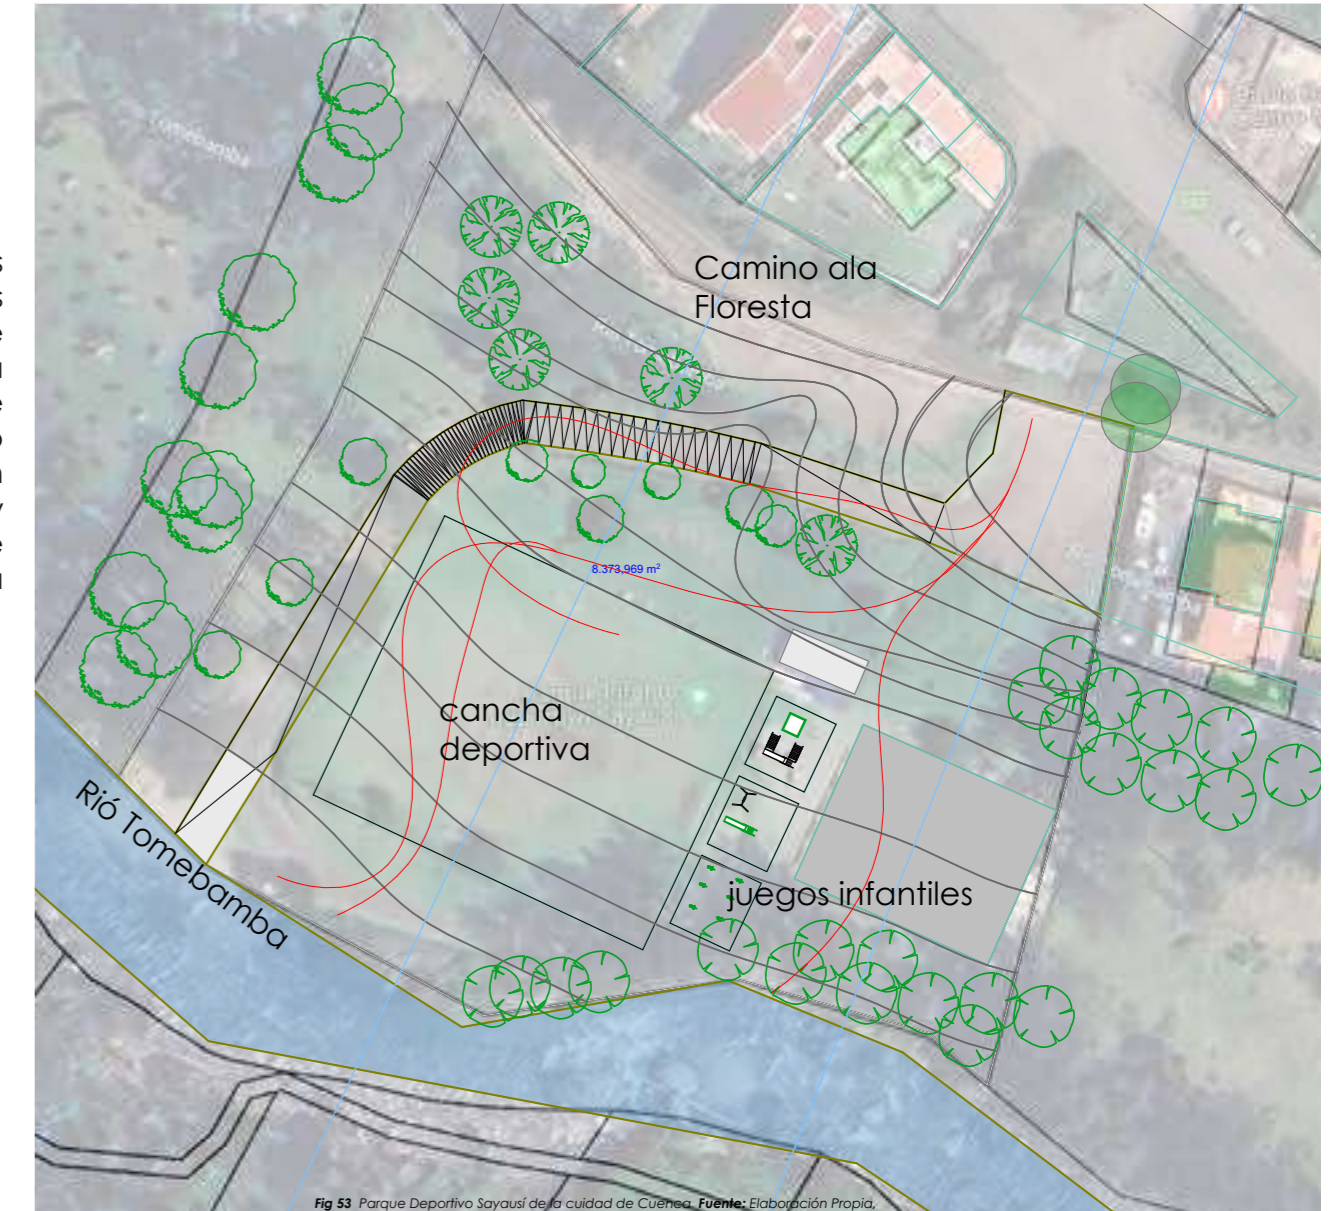 s
s
e
l
e
o
n
y
e
l
Tomebamba
Camino ala
Floresta
8.373,969 m²
cancha
deportiva
Rió Tomebamba
juegos infantiles
Fig 53 Parque Deportivo Sayausí de la cuidad de Cuenca. Fuente: Elaboración Propia,